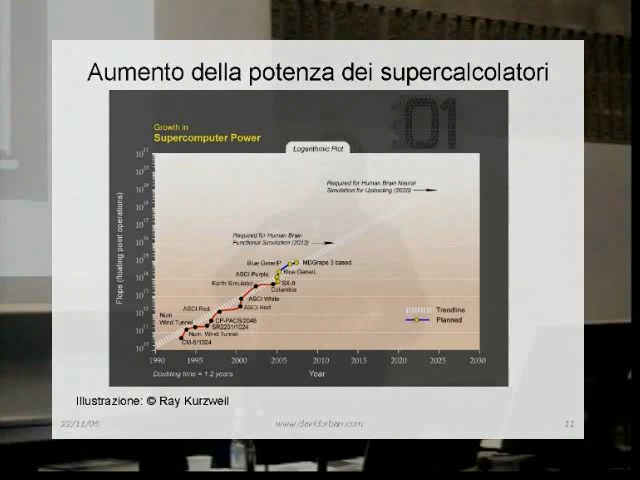 Aumento della potenza dei supercalcolatori
01
Growth in
Supercomputer Power
Logarithmic Plot
Required for Human Brain Neural
Simulation for Uploading (2025)
Required for Human Brain
Functional Simulation (2013)
Blue Gene/P
MDGrape 3 based
ASCI Purple
Blue Gene/L
Earth Simulator
SX-8
Columbia
ASCI White
ASCI Red
ASCI Red
Num.
Wind Tunnel
CP-PACS/2048
SR2201/1024
Num. Wind Tunnel
CM-5/1024
Trendline
Planned
Flops (floating point operations)
1990 1995 2000 2005 2010 2015 2020 2025 2030
Doubling time = 1.2 years
Year
Illustrazione: © Ray Kurzweil
22/11/06 www.davidorban.com 11